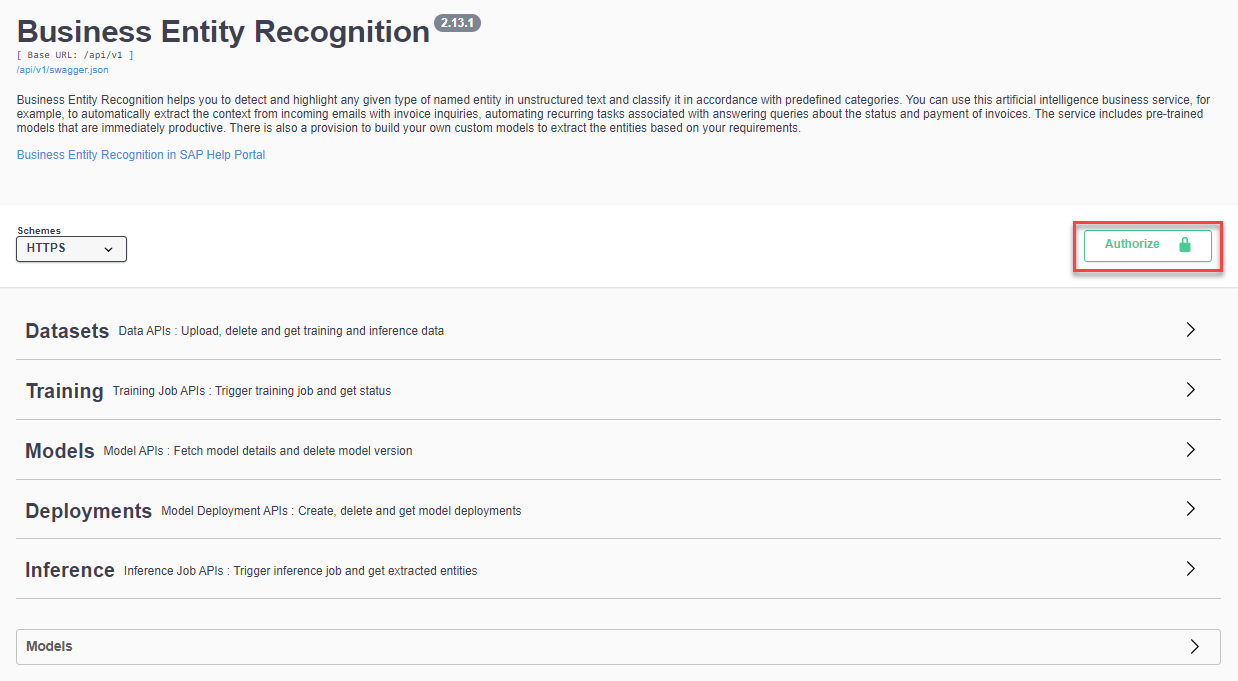 Business Entity Recognition 2.13.1
[ Base URL: /api/v1 ]
/api/v1/swagger.json
Business Entity Recognition helps you to detect and highlight any given type of named entity in unstructured text and classify it in accordance with predefined categories. You can use this artificial intelligence business service, for
example, to automatically extract the context from incoming emails with invoice inquiries, automating recurring tasks associated with answering queries about the status and payment of invoices. The service includes pre-trained
models that are immediately productive. There is also a provision to build your own custom models to extract the entities based on your requirements.
Business Entity Recognition in SAP Help Portal
Schemes
HTTPS
Authorize
Datasets Data APIs : Upload, delete and get training and inference data
Training Training Job APIs : Trigger training job and get status
Models Model APIs : Fetch model details and delete model version
Deployments Model Deployment APIs : Create, delete and get model deployments
Inference Inference Job APIs : Trigger inference job and get extracted entities
Models